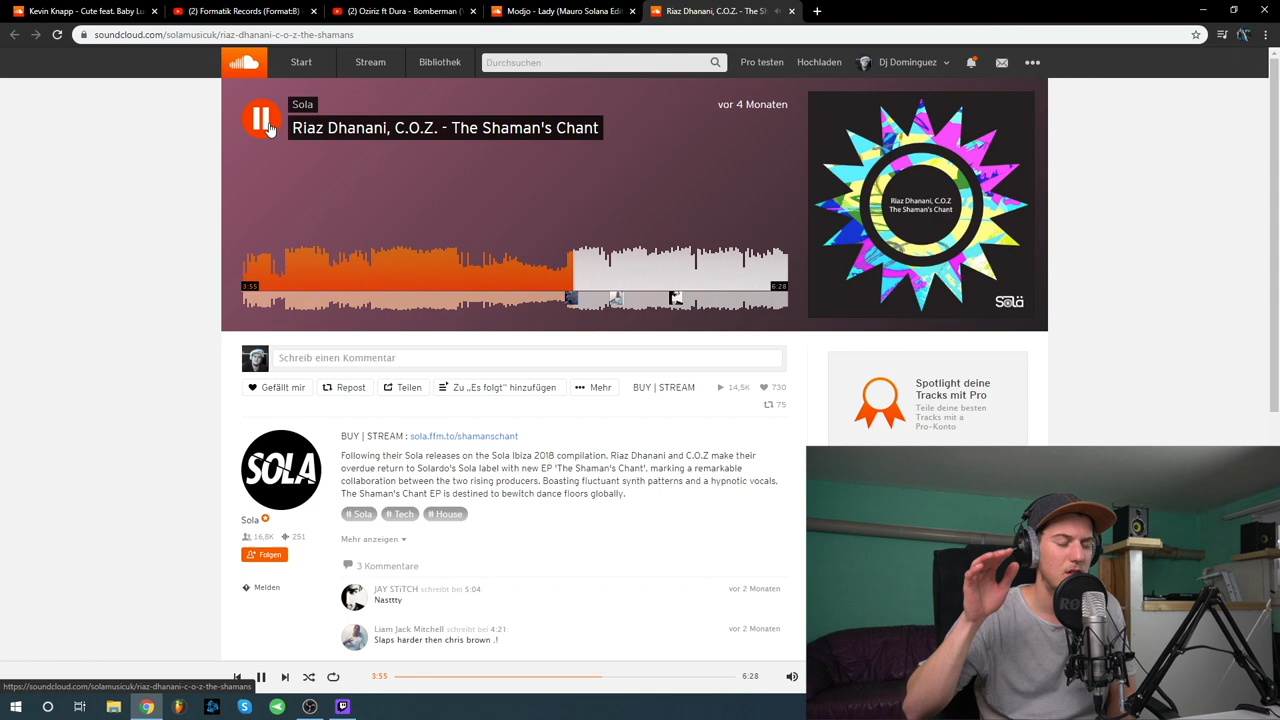 Kevin Knapp - Cute feat. Baby Lu
(2) Formatik Records (Format:B) -
(2) Oziriz ft Dura - Bomberman (
Modjo - Lady (Mauro Solana Edi
Riaz Dhanani, C.O.Z. - The Sh
soundcloud.com/solamusicuk/riaz-dhanani-c-o-z-the-shamans
Start
Stream
Bibliothek
Durchsuchen
Pro testen
Hochladen
Dj Dominguez
Sola
vor 4 Monaten
Riaz Dhanani, C.O.Z. - The Shaman's Chant
Riaz Dhanani, C.O.Z
The Shaman's Chant
3:55
6:28
SOLÄ
Schreib einen Kommentar
Gefällt mir
Repost
Teilen
Zu „Es folgt" hinzufügen
Mehr
BUY | STREAM
14,5K
730
75
Spotlight deine
Tracks mit Pro
Teile deine besten
Tracks mit a
Pro-Konto
SOLA
BUY | STREAM : sola.ffm.to/shamanschant
Following their Sola releases on the Sola Ibiza 2018 compilation, Riaz Dhanani and C.O.Z make their
overdue return to Solardo's Sola label with new EP 'The Shaman's Chant', marking a remarkable
collaboration between the two rising producers. Boasting fluctuant synth patterns and a hypnotic vocals,
The Shaman's Chant EP is destined to bewitch dance floors globally.
# Sola
# Tech
# House
Sola
16,8K
251
Folgen
Mehr anzeigen
3 Kommentare
Melden
JAY STiTCH schreibt bei 5:04:
vor 2 Monaten
Nasttty
Liam Jack Mitchell schreibt bei 4:21:
vor 2 Monaten
Slaps harder then chris brown .!
3:55
6:28
https://soundcloud.com/solamusicuk/riaz-dhanani-c-o-z-the-shamans